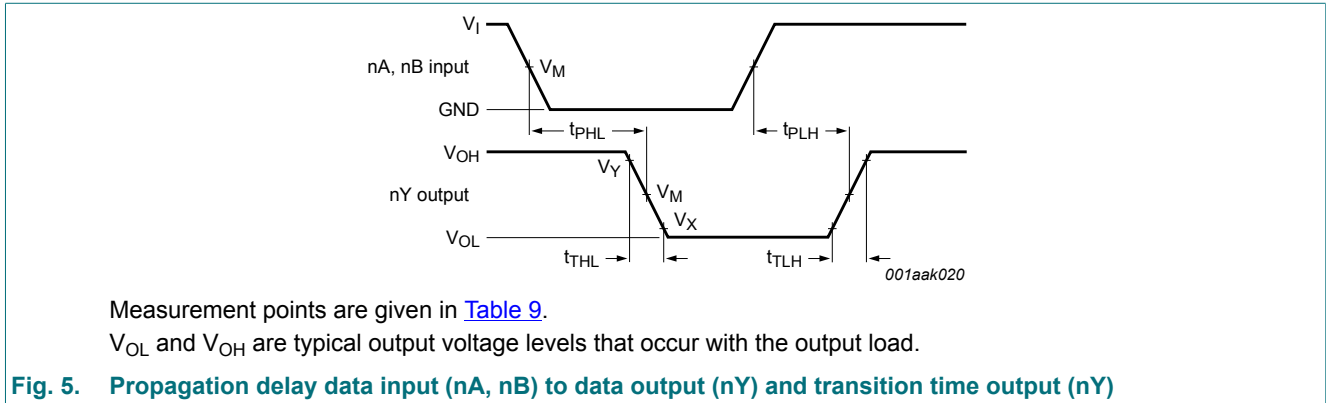 V_I
nA, nB input
V_M
GND
t_PHL
t_PLH
V_OH
V_Y
nY output
V_M
V_X
V_OL
t_THL
t_TLH
001aak020
Measurement points are given in Table 9.
V_OL and V_OH are typical output voltage levels that occur with the output load.
Fig. 5. Propagation delay data input (nA, nB) to data output (nY) and transition time output (nY)